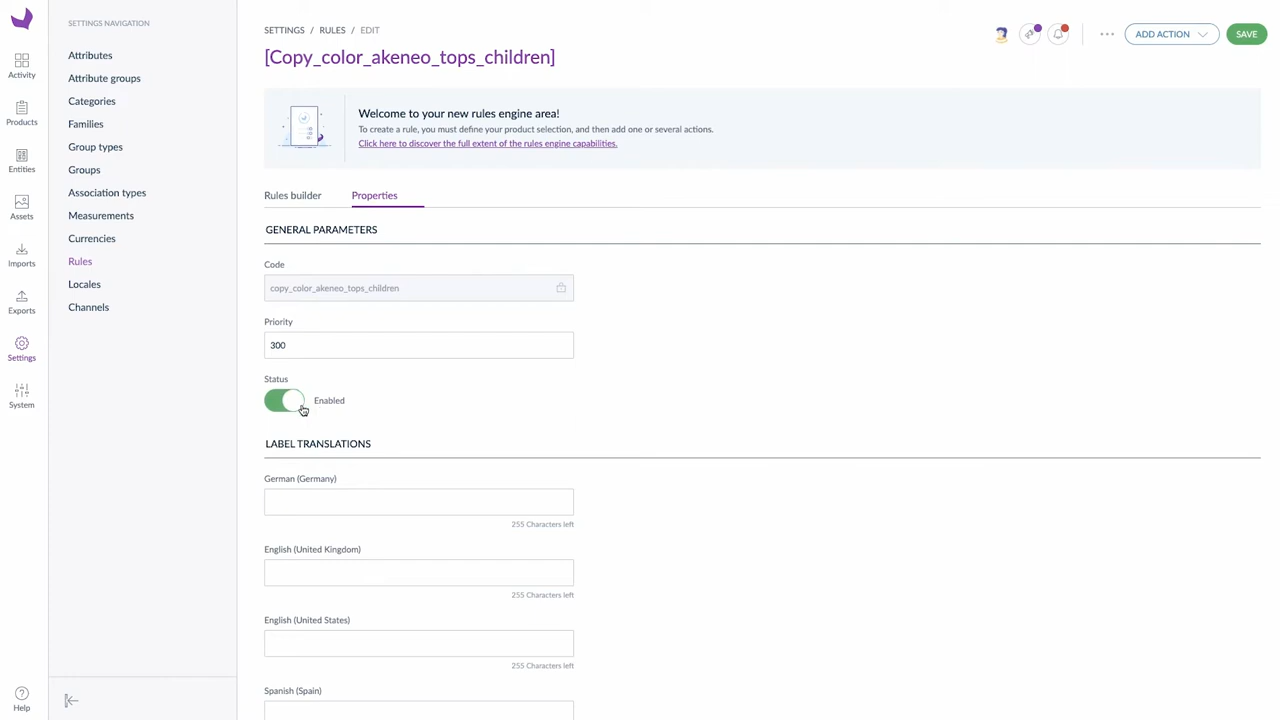 SETTINGS NAVIGATION
Activity
Products
Entities
Assets
Imports
Exports
Settings
System
Help
Attributes
Attribute groups
Categories
Families
Group types
Groups
Association types
Measurements
Currencies
Rules
Locales
Channels
SETTINGS / RULES / EDIT
ADD ACTION
SAVE
[Copy_color_akeneo_tops_children]
Welcome to your new rules engine area!
To create a rule, you must define your product selection, and then add one or several actions.
Click here to discover the full extent of the rules engine capabilities.
Rules builder Properties
GENERAL PARAMETERS
Code
copy_color_akeneo_tops_children
Priority
300
Status
Enabled
LABEL TRANSLATIONS
German (Germany)
255 Characters left
English (United Kingdom)
255 Characters left
English (United States)
255 Characters left
Spanish (Spain)